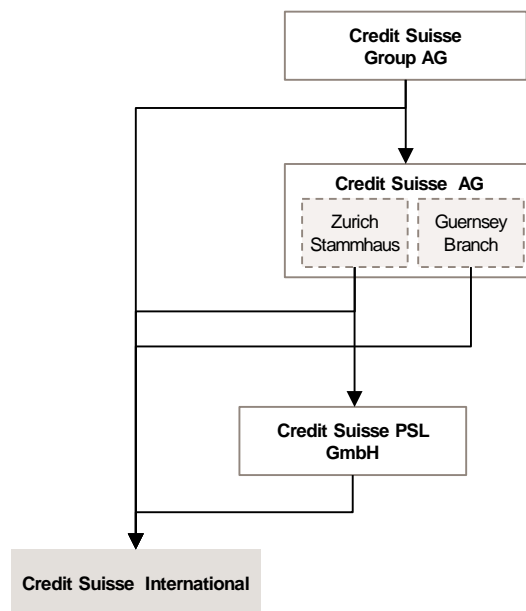 Credit Suisse
Group AG
Credit Suisse AG
Zurich
Stammhaus
Guernsey
Branch
Credit Suisse PSL
GmbH
Credit Suisse International